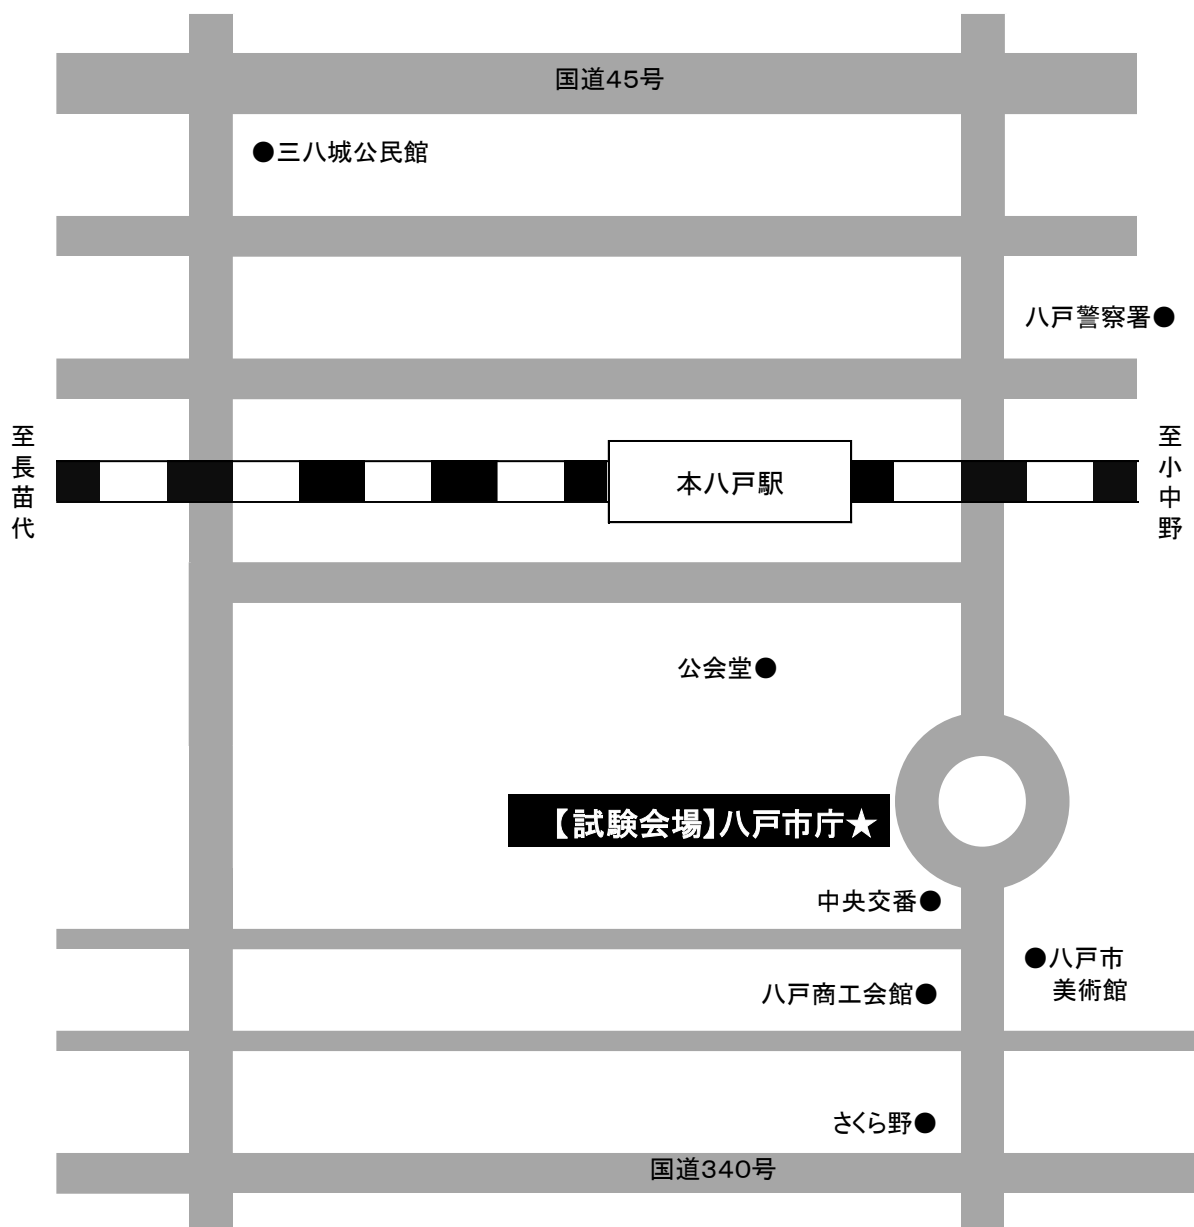 国道45号
●三八城公民館
八戸警察署●
至長苗代
本八戸駅
至小中野
公会堂●
【試験会場】八戸市庁★
中央交番●
●八戸市
美術館
八戸商工会館●
さくら野●
国道340号